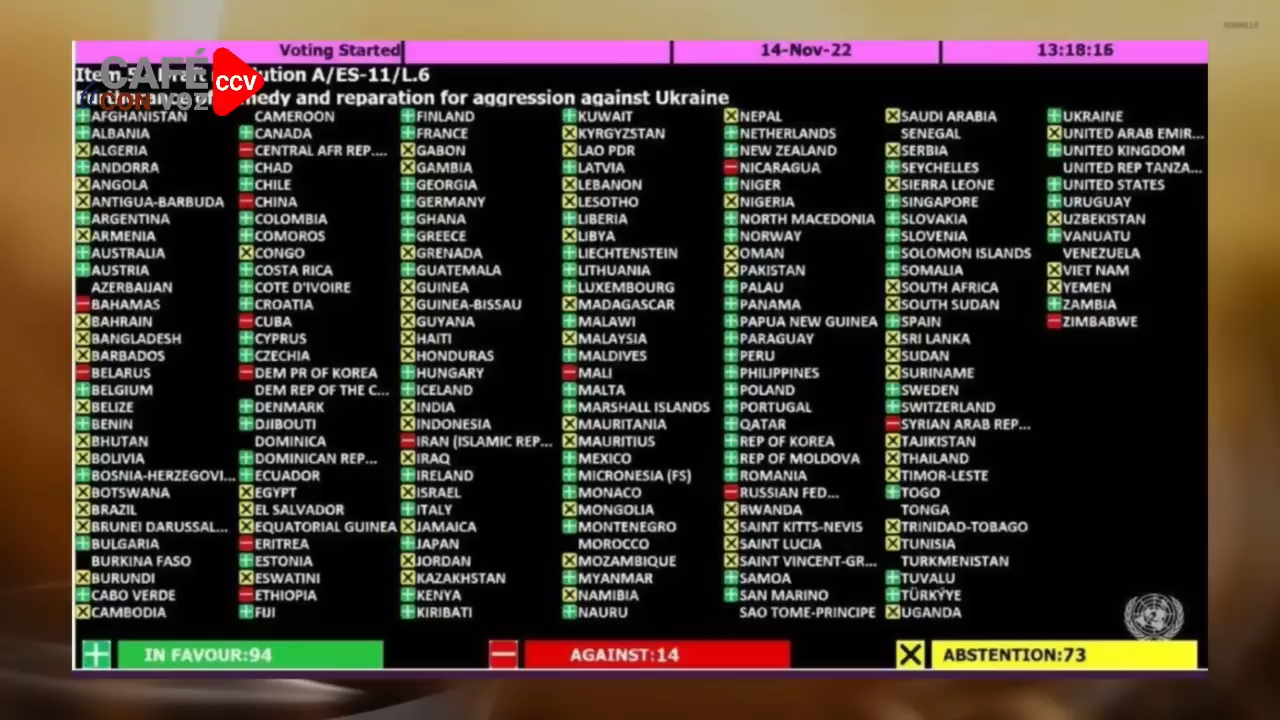 Voting Started
14-Nov-22
13:18:16
CAFÉ
CON VOZ
CCV
Item 5 Draft ution A/ES-11/L.6
Furtherance of medy and reparation for aggression against Ukraine
AFGHANISTAN
ALBANIA
ALGERIA
ANDORRA
ANGOLA
ANTIGUA-BARBUDA
ARGENTINA
ARMENIA
AUSTRALIA
AUSTRIA
AZERBAIJAN
BAHAMAS
BAHRAIN
BANGLADESH
BARBADOS
BELARUS
BELGIUM
BELIZE
BENIN
BHUTAN
BOLIVIA
BOSNIA-HERZEGOVI...
BOTSWANA
BRAZIL
BRUNEI DARUSSAL...
BULGARIA
BURKINA FASO
BURUNDI
CABO VERDE
CAMBODIA
CAMEROON
CANADA
CENTRAL AFR REP....
CHAD
CHILE
CHINA
COLOMBIA
COMOROS
CONGO
COSTA RICA
COTE D'IVOIRE
CROATIA
CUBA
CYPRUS
CZECHIA
DEM PR OF KOREA
DEM REP OF THE C...
DENMARK
DJIBOUTI
DOMINICA
DOMINICAN REP...
ECUADOR
EGYPT
EL SALVADOR
EQUATORIAL GUINEA
ERITREA
ESTONIA
ESWATINI
ETHIOPIA
FIJI
FINLAND
FRANCE
GABON
GAMBIA
GEORGIA
GERMANY
GHANA
GREECE
GRENADA
GUATEMALA
GUINEA
GUINEA-BISSAU
GUYANA
HAITI
HONDURAS
HUNGARY
ICELAND
INDIA
INDONESIA
IRAN (ISLAMIC REP...
IRAQ
IRELAND
ISRAEL
ITALY
JAMAICA
JAPAN
JORDAN
KAZAKHSTAN
KENYA
KIRIBATI
KUWAIT
KYRGYZSTAN
LAO PDR
LATVIA
LEBANON
LESOTHO
LIBERIA
LIBYA
LIECHTENSTEIN
LITHUANIA
LUXEMBOURG
MADAGASCAR
MALAWI
MALAYSIA
MALDIVES
MALI
MALTA
MARSHALL ISLANDS
MAURITANIA
MAURITIUS
MEXICO
MICRONESIA (FS)
MONACO
MONGOLIA
MONTENEGRO
MOROCCO
MOZAMBIQUE
MYANMAR
NAMIBIA
NAURU
NEPAL
NETHERLANDS
NEW ZEALAND
NICARAGUA
NIGER
NIGERIA
NORTH MACEDONIA
NORWAY
OMAN
PAKISTAN
PALAU
PANAMA
PAPUA NEW GUINEA
PARAGUAY
PERU
PHILIPPINES
POLAND
PORTUGAL
QATAR
REP OF KOREA
REP OF MOLDOVA
ROMANIA
RUSSIAN FED...
RWANDA
SAINT KITTS-NEVIS
SAINT LUCIA
SAINT VINCENT-GR...
SAMOA
SAN MARINO
SAO TOME-PRINCIPE
SAUDI ARABIA
SENEGAL
SERBIA
SEYCHELLES
SIERRA LEONE
SINGAPORE
SLOVAKIA
SLOVENIA
SOLOMON ISLANDS
SOMALIA
SOUTH AFRICA
SOUTH SUDAN
SPAIN
SRI LANKA
SUDAN
SURINAME
SWEDEN
SWITZERLAND
SYRIAN ARAB REP...
TAJIKISTAN
THAILAND
TIMOR-LESTE
TOGO
TONGA
TRINIDAD-TOBAGO
TUNISIA
TURKMENISTAN
TUVALU
TÜRKÝYE
UGANDA
UKRAINE
UNITED ARAB EMIR...
UNITED KINGDOM
UNITED REP TANZA...
UNITED STATES
URUGUAY
UZBEKISTAN
VANUATU
VENEZUELA
VIET NAM
YEMEN
ZAMBIA
ZIMBABWE
IN FAVOUR:94
AGAINST:14
ABSTENTION:73